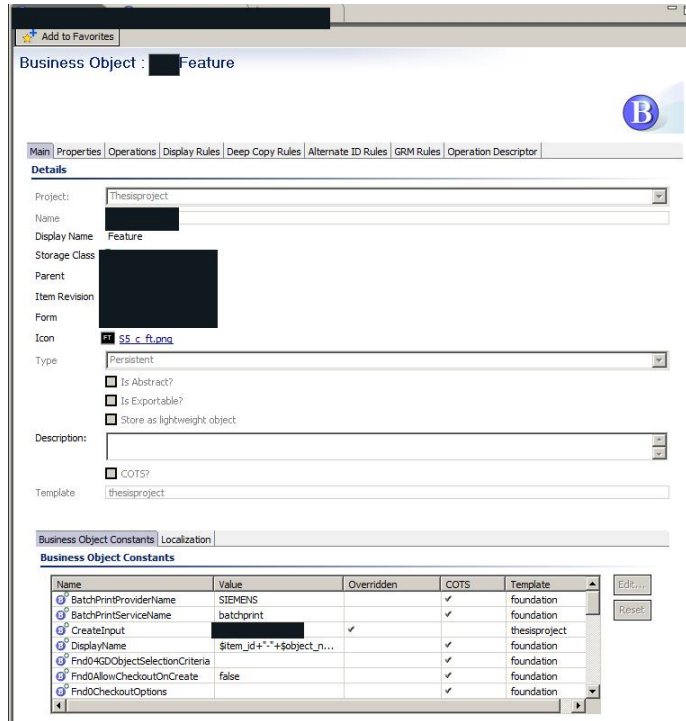 Add to Favorites
Business Object : Feature
B
Main Properties Operations Display Rules Deep Copy Rules Alternate ID Rules GRM Rules Operation Descriptor
Details
Project: Thesisproject
Name
Display Name Feature
Storage Class
Parent
Item Revision
Form
Icon FT S5_c_ft.png
Type Persistent
Is Abstract?
Is Exportable?
Store as lightweight object
Description:
COTS?
Template thesisproject
Business Object Constants Localization
Business Object Constants
Name Value Overridden COTS Template Edit...
BatchPrintProviderName SIEMENS foundation
BatchPrintServiceName batchprint foundation Reset
CreateInput thesisproject
DisplayName $item_id+"-"+$object_n... foundation
Fnd04GDObjectSelectionCriteria foundation
Fnd0AllowCheckoutOnCreate false foundation
Fnd0CheckoutOptions foundation